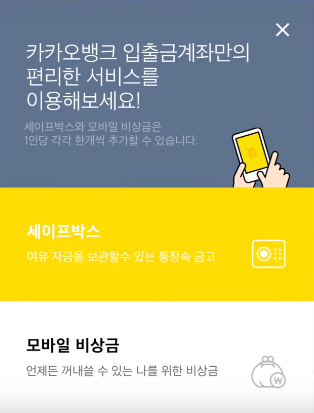 카카오뱅크 입출금계좌만의
편리한 서비스를
이용해보세요!
세이프박스와 모바일 비상금은
1인당 각각 한개씩 추가할 수 있습니다.
세이프박스
여유 자금을 보관할수 있는 통장속 금고
모바일 비상금
언제든 꺼내쓸 수 있는 나를 위한 비상금
₩